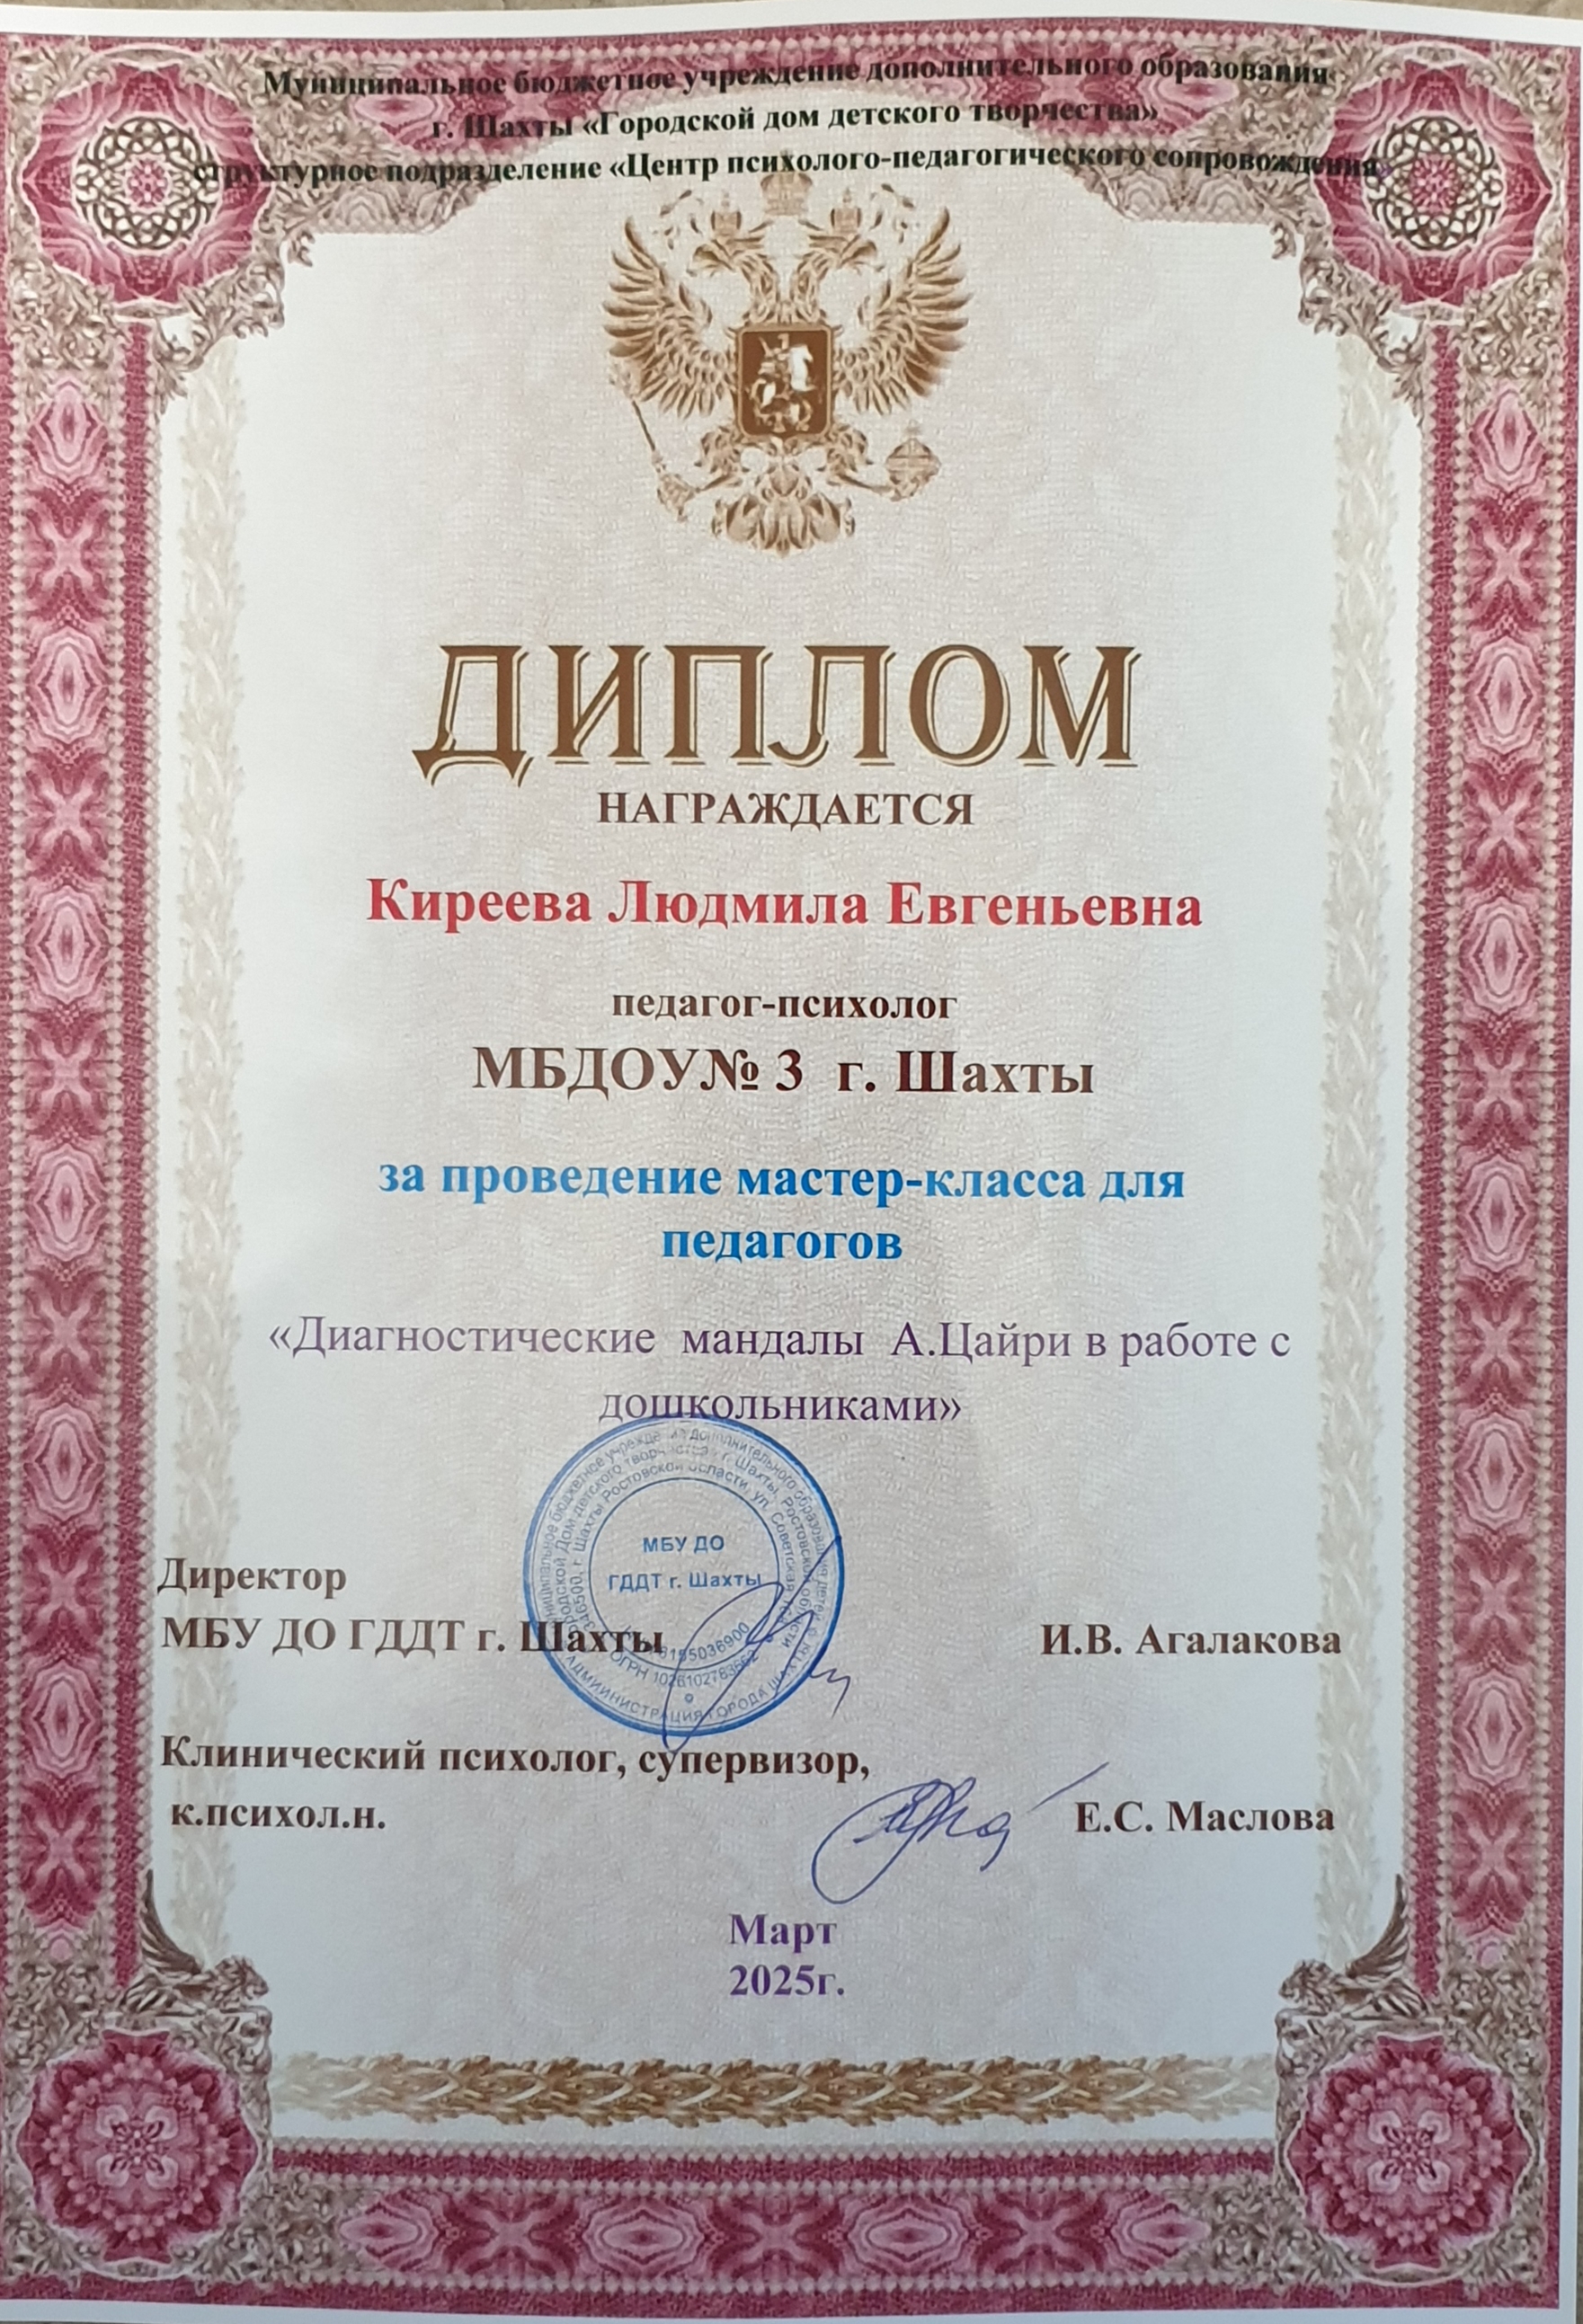 Муниципальное бюджетное учреждение дополнительного образования
г. Шахты «Городской дом детского творчества»
структурное подразделение «Центр психолого-педагогического сопровождения
ДИПЛОМ
НАГРАЖДАЕТСЯ
Киреева Людмила Евгеньевна
педагог-психолог
МБДОУ№ 3 г. Шахты
за проведение мастер-класса для
педагогов
«Диагностические мандалы А.Цайри в работе с
дошкольниками»
МБУ ДО
ГДДТ г. Шахты
Директор
МБУ ДО ГДДТ г. Шахты
И.В. Агалакова
Клинический психолог, супервизор,
к.психол.н.
Е.С. Маслова
Март
2025г.